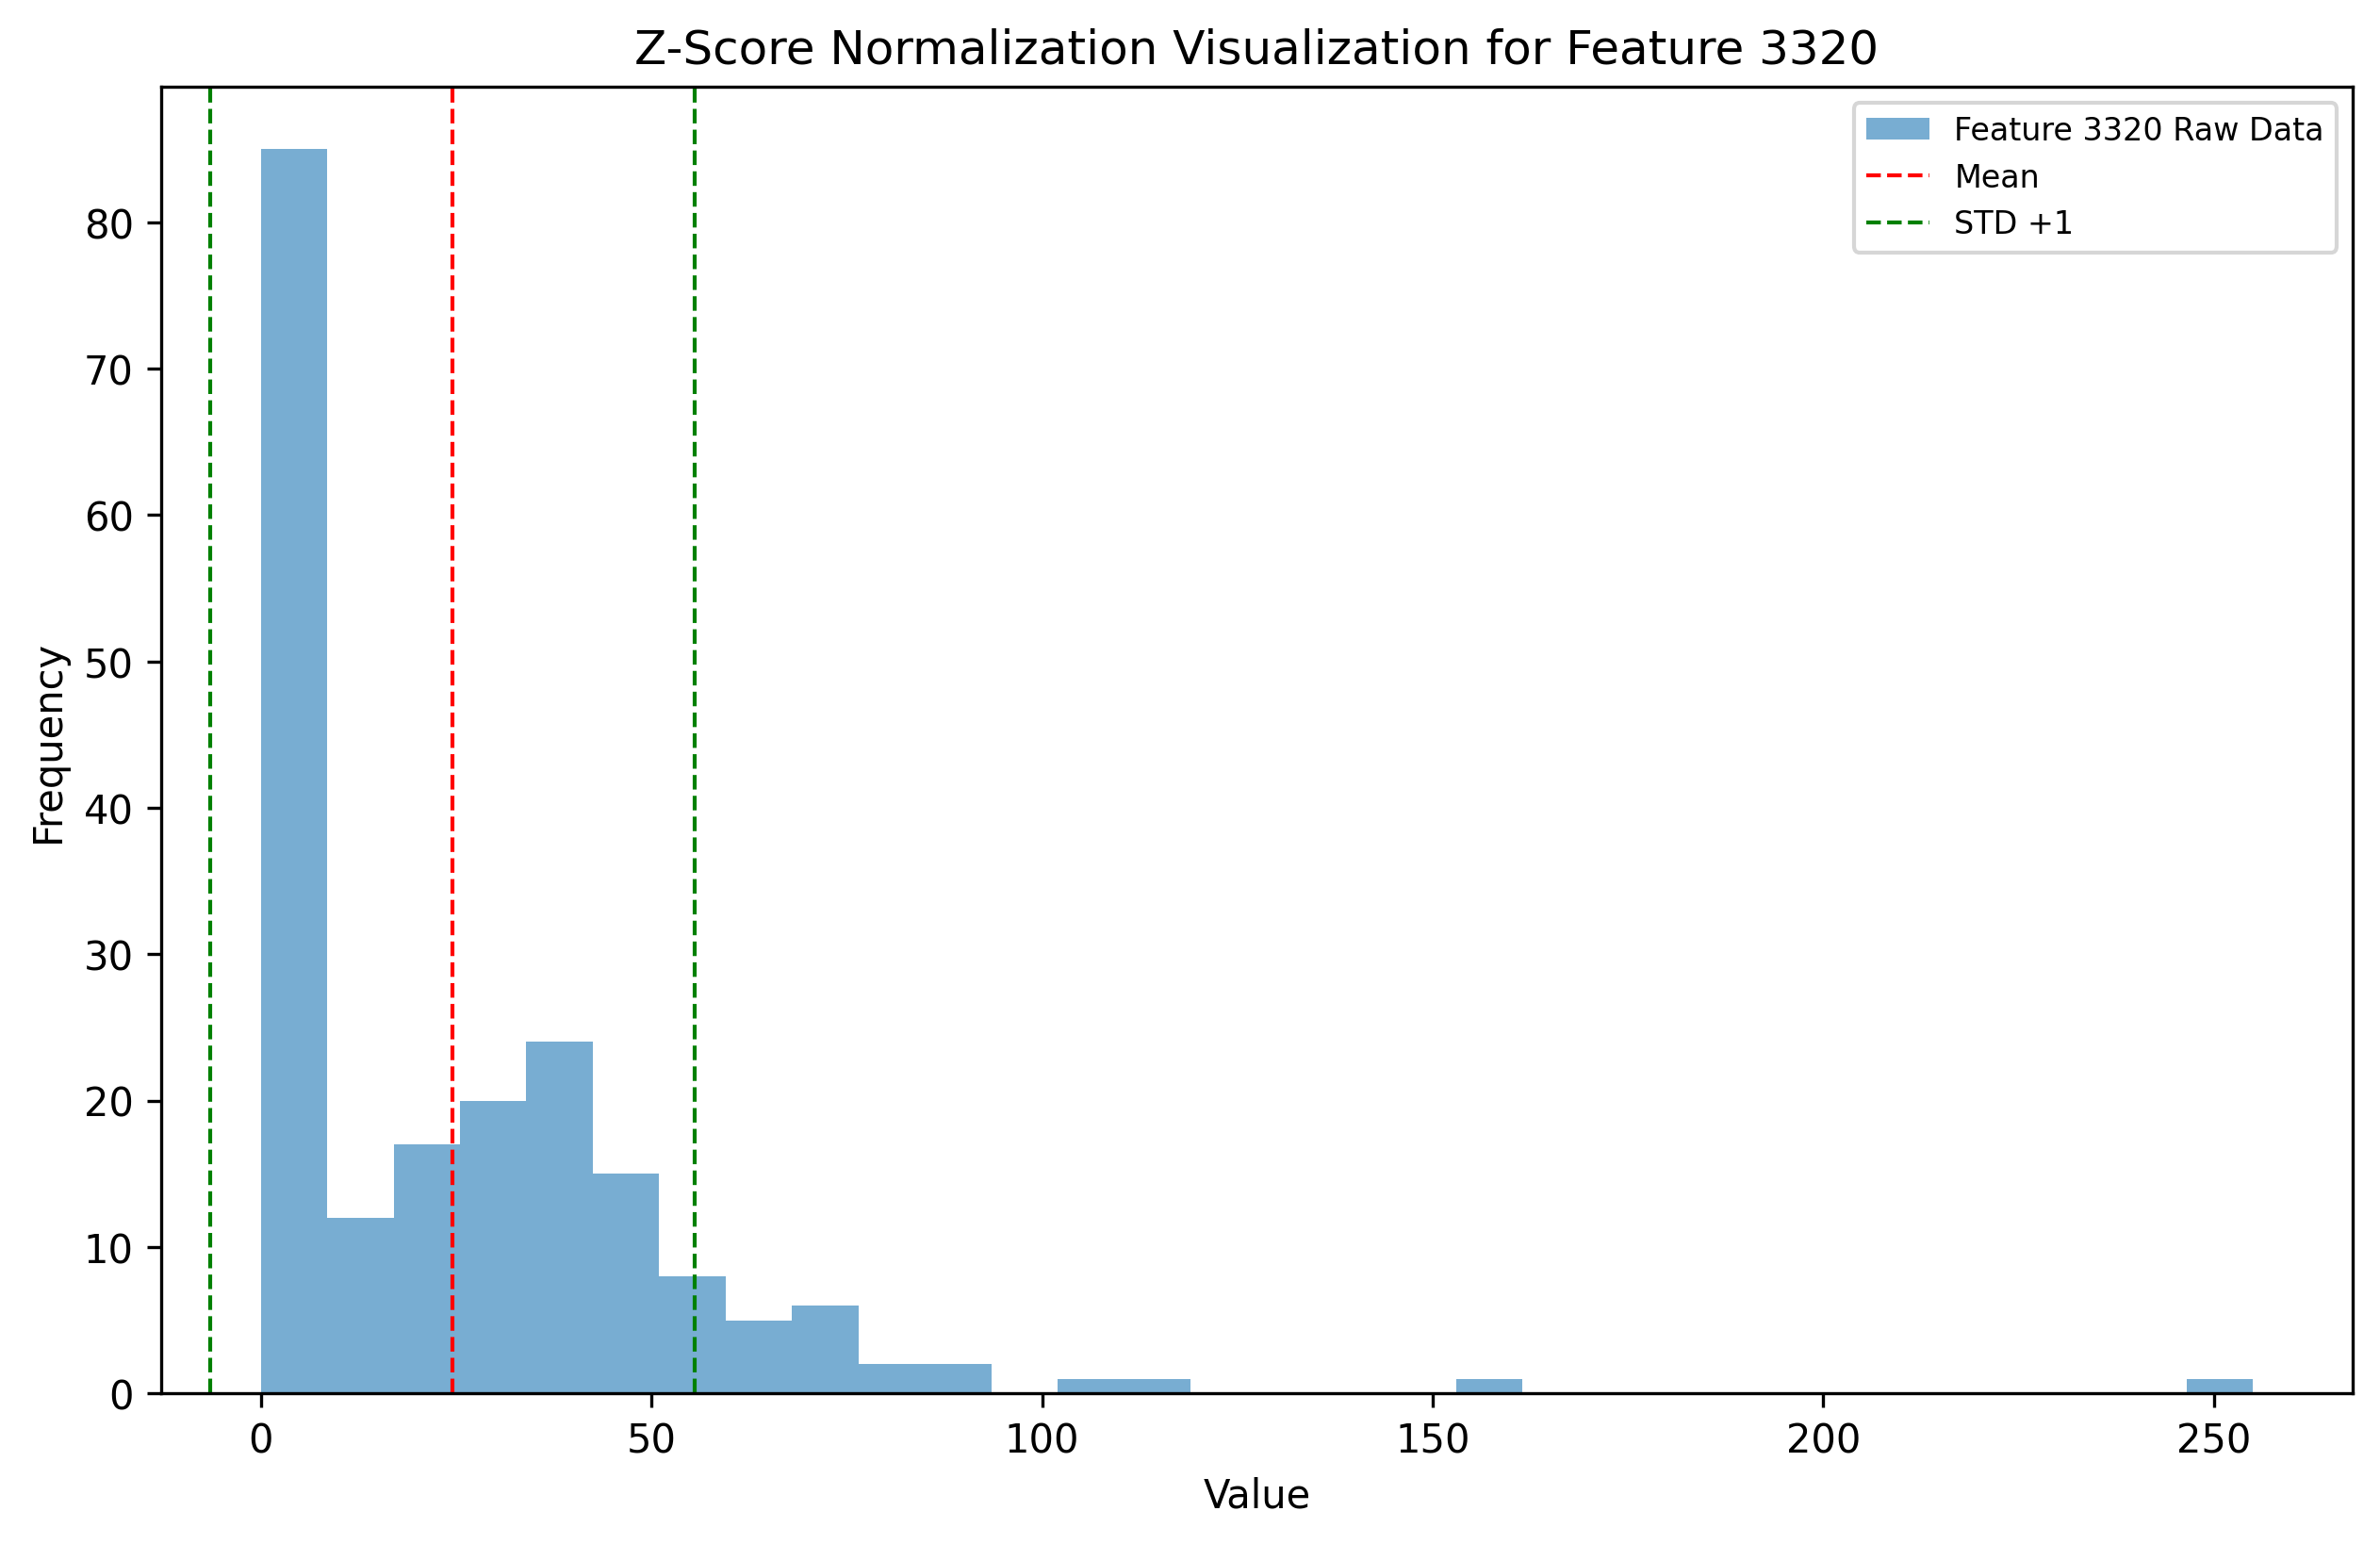 Z-Score Normalization Visualization for Feature 3320
Feature 3320 Raw Data
Mean
STD +1
80
70
60
50
40
30
20
10
0
Frequency
0 50 100 150 200 250
Value